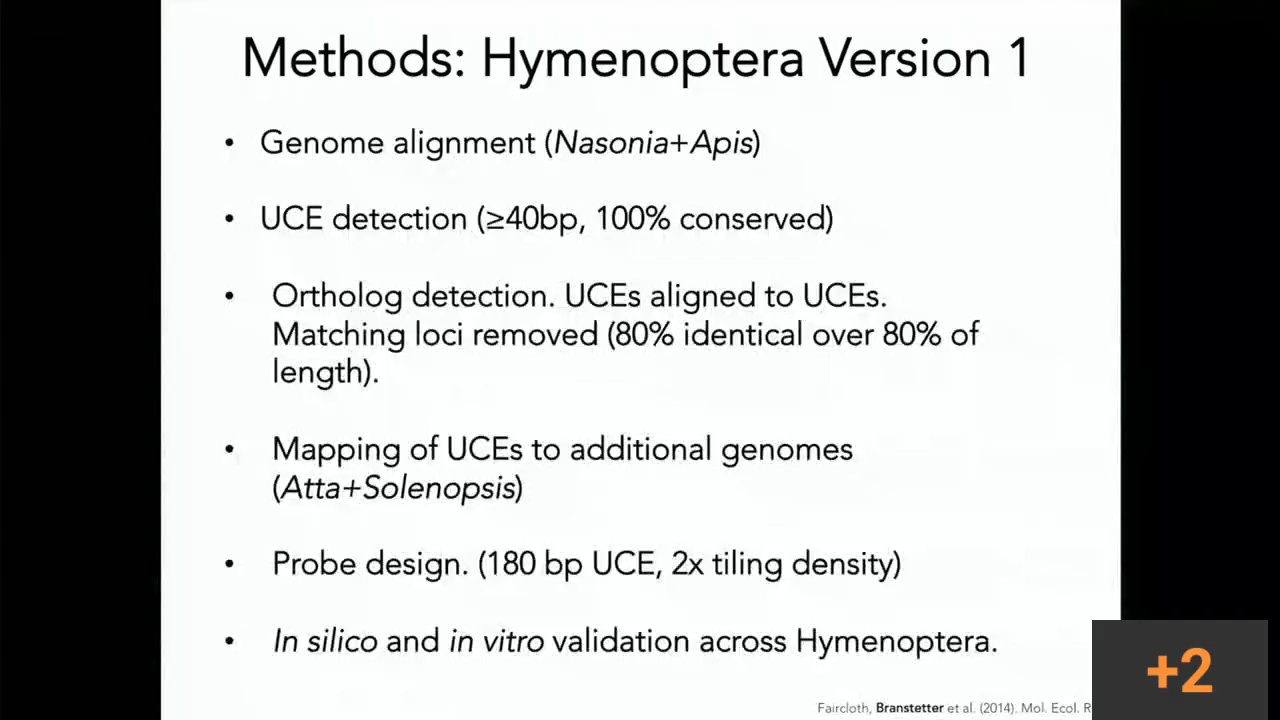 Methods: Hymenoptera Version 1
• Genome alignment (Nasonia+Apis)
• UCE detection (≥40bp, 100% conserved)
• Ortholog detection. UCEs aligned to UCEs.
Matching loci removed (80% identical over 80% of
length).
• Mapping of UCEs to additional genomes
(Atta+Solenopsis)
• Probe design. (180 bp UCE, 2x tiling density)
• In silico and in vitro validation across Hymenoptera.
Faircloth, Branstetter et al. (2014). Mol. Ecol. R
+2